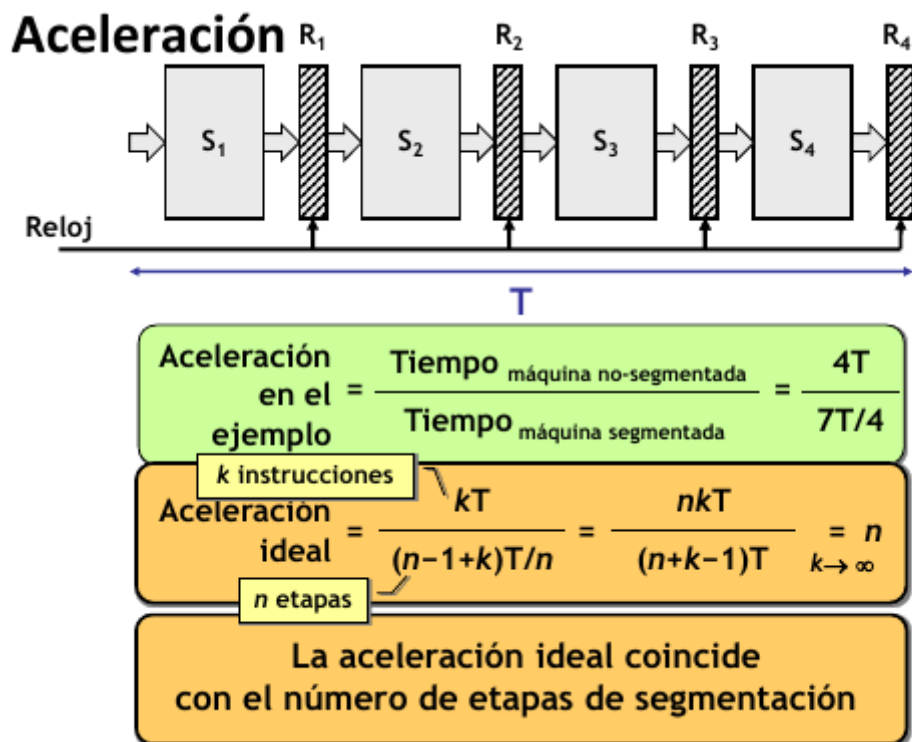 Aceleración
R₁ R₂ R₃ R₄
S₁ S₂ S₃ S₄
Reloj
T
Aceleración en el ejemplo = Tiempo máquina no-segmentada / Tiempo máquina segmentada = 4T / 7T/4
k instrucciones
Aceleración ideal = kT / (n−1+k)T/n = nkT / (n+k−1)T = n k→∞
n etapas
La aceleración ideal coincide
con el número de etapas de segmentación